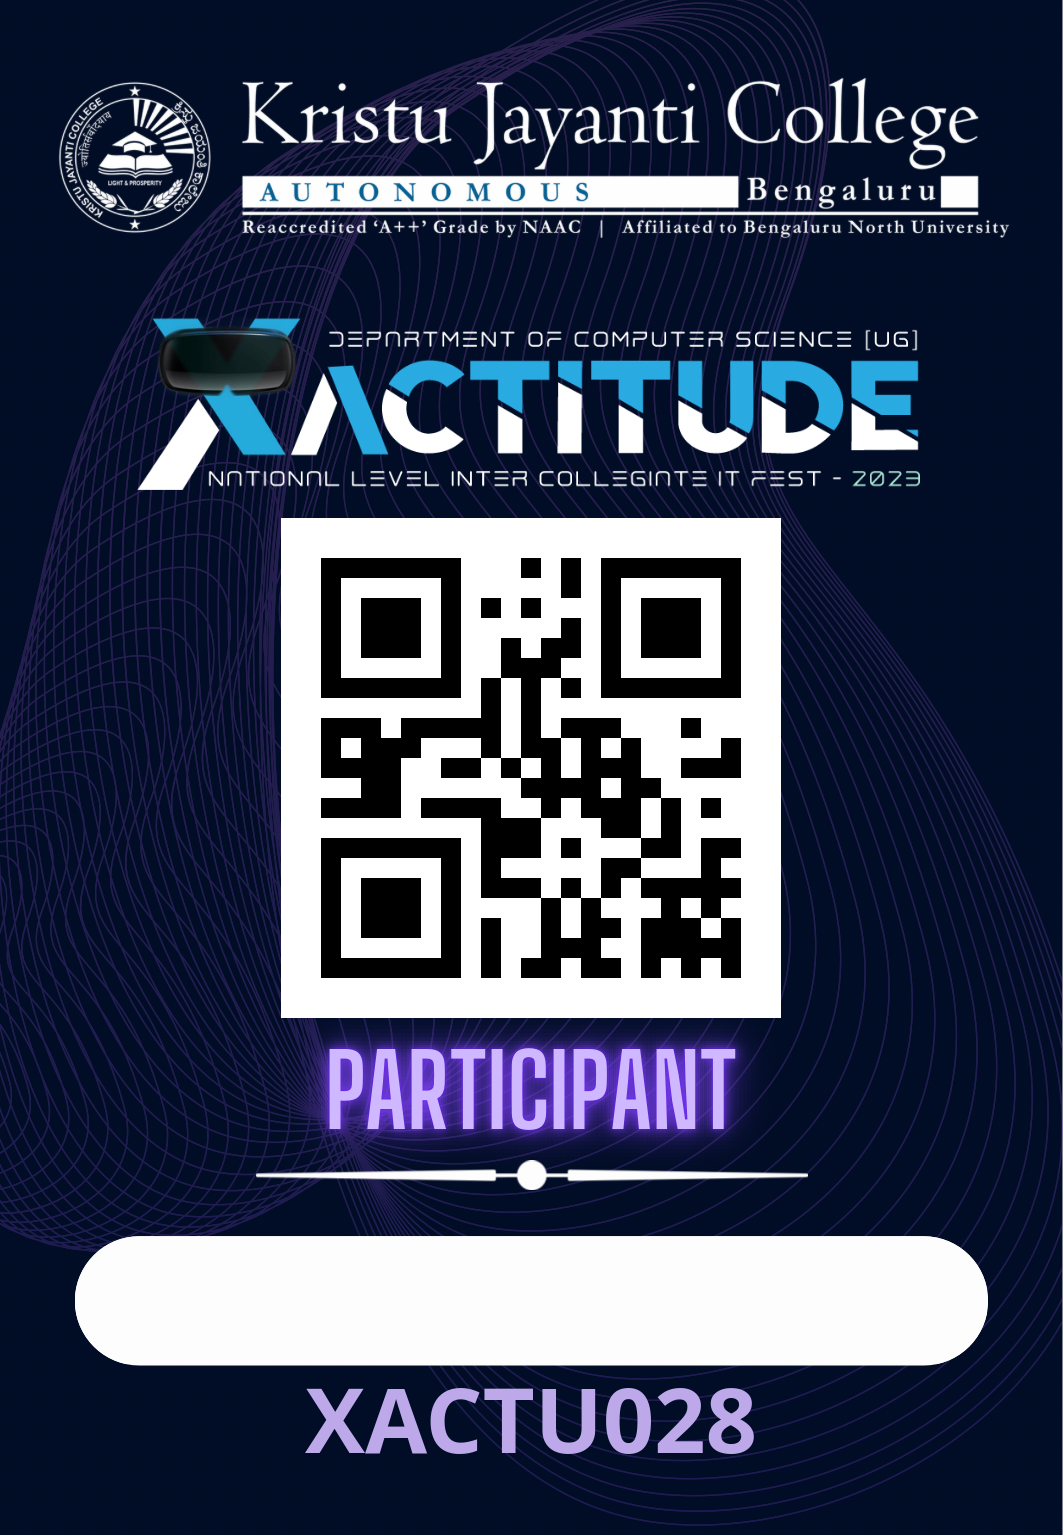 KRISTU JAYANTI COLLEGE
LIGHT & PROSPERITY
Kristu Jayanti College
AUTONOMOUS Bengaluru
Reaccredited ‘A++’ Grade by NAAC | Affiliated to Bengaluru North University
DEPARTMENT OF COMPUTER SCIENCE [UG]
XACTITUDE
NATIONAL LEVEL INTER COLLEGIATE IT FEST - 2023
PARTICIPANT
XACTU028